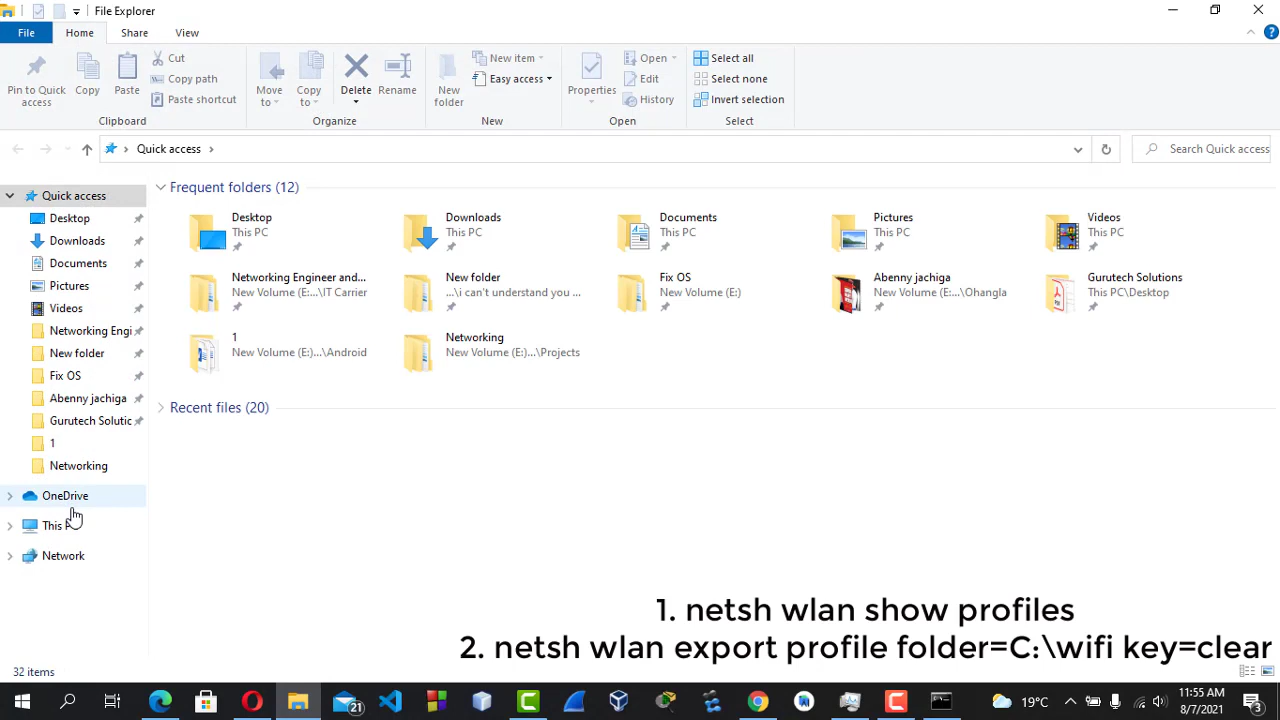 File Explorer
File
Home
Share
View
Pin to Quick access
Copy
Paste
Cut
Copy path
Paste shortcut
Clipboard
Move to
Copy to
Delete
Rename
Organize
New folder
New item
Easy access
New
Properties
Open
Edit
History
Open
Select all
Select none
Invert selection
Select
Quick access
Search Quick access
Quick access
Desktop
Downloads
Documents
Pictures
Videos
Networking Engi
New folder
Fix OS
Abenny jachiga
Gurutech Solutic
1
Networking
OneDrive
This P
Network
Frequent folders (12)
Desktop
This PC
Downloads
This PC
Documents
This PC
Pictures
This PC
Videos
This PC
Networking Engineer and...
New Volume (E:...\IT Carrier
New folder
...\i can't understand you ...
Fix OS
New Volume (E:)
Abenny jachiga
New Volume (E:...\Ohangla
Gurutech Solutions
This PC\Desktop
1
New Volume (E:)...\Android
Networking
New Volume (E:)...\Projects
Recent files (20)
1. netsh wlan show profiles
2. netsh wlan export profile folder=C:\wifi key=clear
32 items
21
19°C
11:55 AM
8/7/2021
3